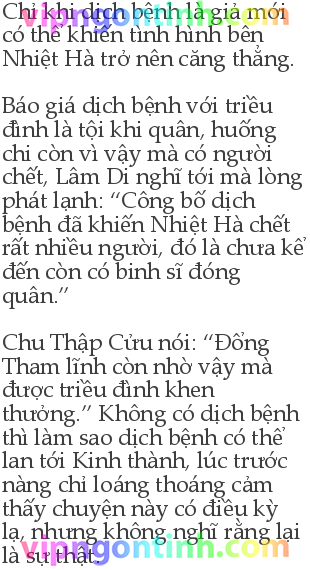 Chỉ khi dịch bệnh là giả mới
có thể khiến tình hình bên
Nhiệt Hà trở nên căng thẳng.
Báo giá dịch bệnh với triều
đình là tội khi quân, huống
chi còn vì vậy mà có người
chết, Lâm Di nghĩ tới mà lòng
phát lạnh: “Công bố dịch
bệnh đã khiến Nhiệt Hà chết
rất nhiều người, đó là chưa kể
đến còn có binh sĩ đóng
quân.”
Chu Thập Cửu nói: “Đổng
Tham lĩnh còn nhờ vậy mà
được triều đình khen
thưởng.” Không có dịch bệnh
thì làm sao dịch bệnh có thể
lan tới Kinh thành, lúc trước
nàng chỉ loáng thoáng cảm
thấy chuyện này có điều kỳ
lạ, nhưng không nghĩ rằng lại
là sự thật.
vipngontinh.com
vipngontinh.com